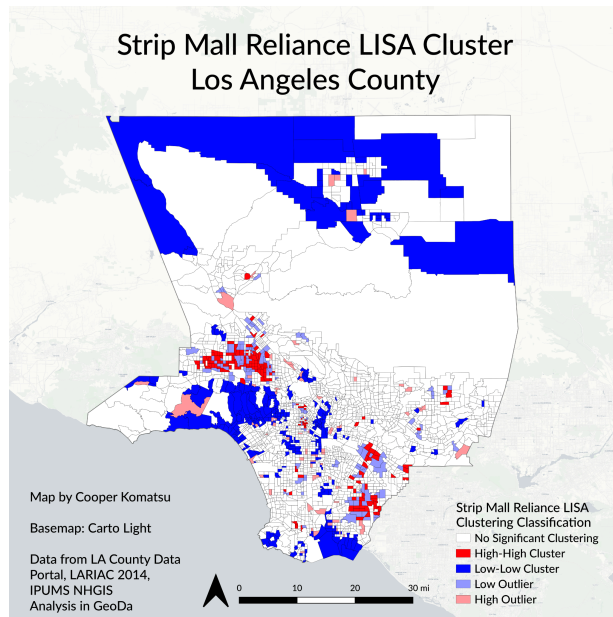 Strip Mall Reliance LISA Cluster
Los Angeles County
Map by Cooper Komatsu
Basemap: Carto Light
Data from LA County Data
Portal, LARIAC 2014,
IPUMS NHGIS
Analysis in GeoDa
0 10 20 30 mi
Strip Mall Reliance LISA
Clustering Classification
No Significant Clustering
High-High Cluster
Low-Low Cluster
Low Outlier
High Outlier